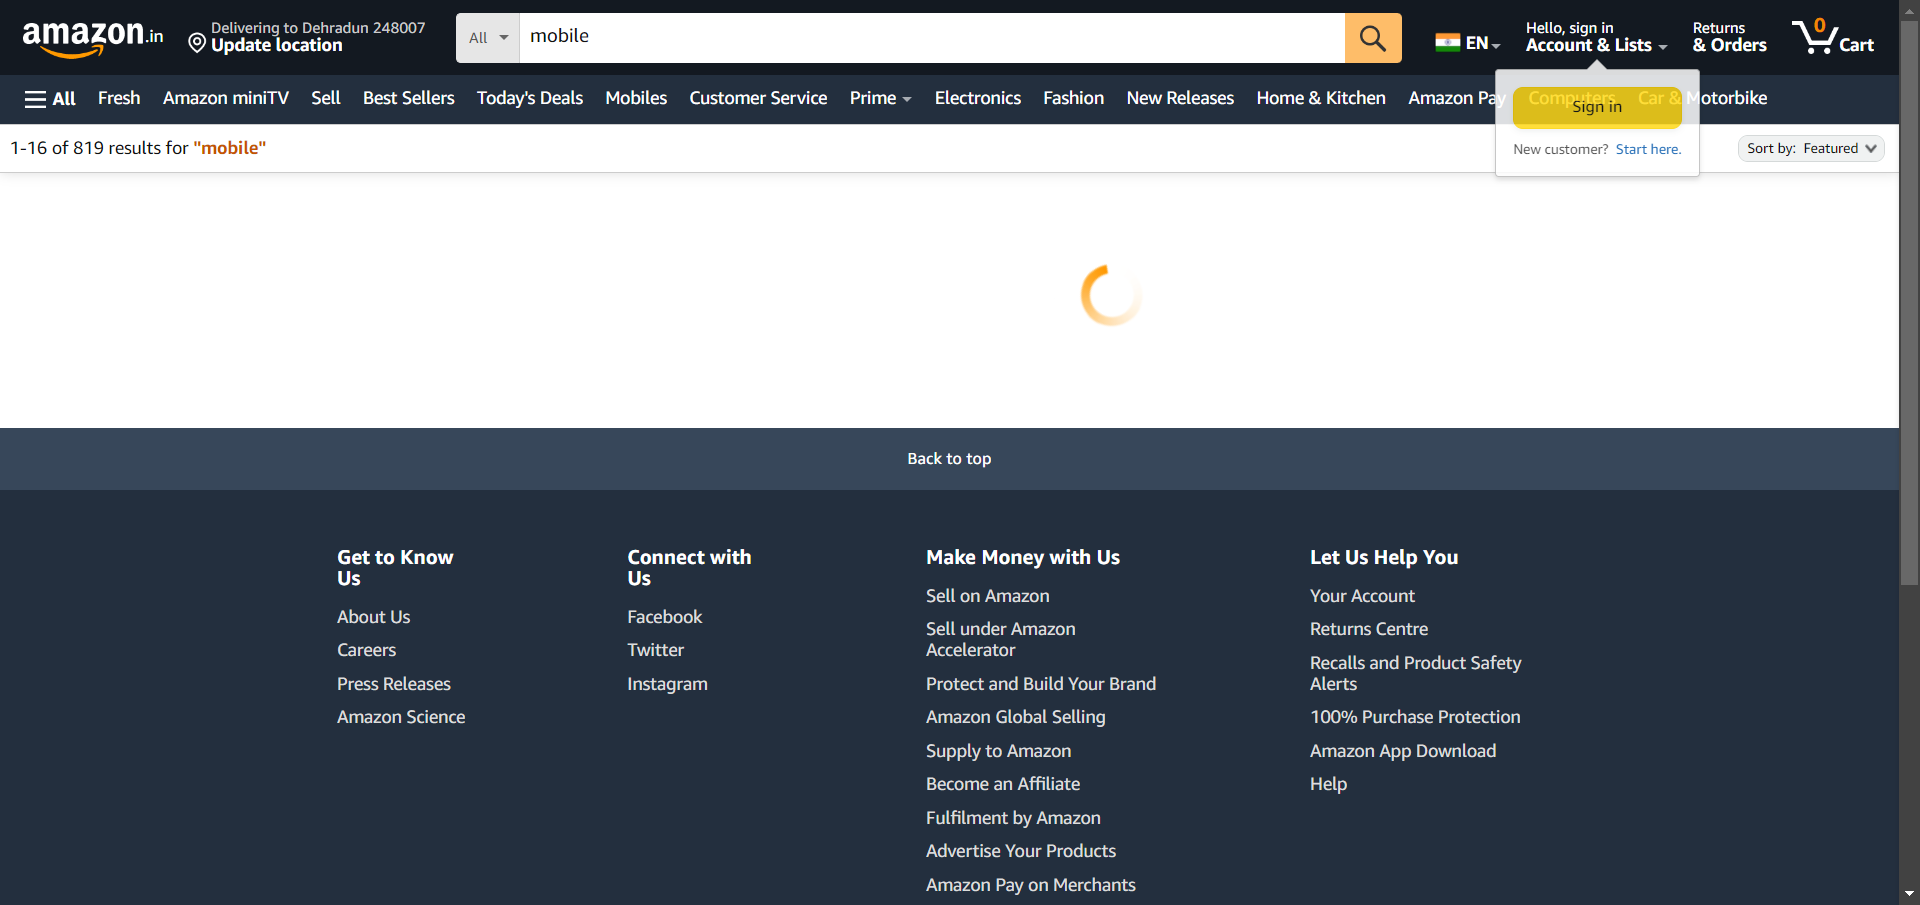 amazon.in
Delivering to Dehradun 248007
Update location
All
mobile
EN
Hello, sign in
Account & Lists
Returns
& Orders
0
Cart
All
Fresh
Amazon miniTV
Sell
Best Sellers
Today's Deals
Mobiles
Customer Service
Prime
Electronics
Fashion
New Releases
Home & Kitchen
Amazon Pay
Computers
Car & Motorbike
Sign in
New customer? Start here.
1-16 of 819 results for "mobile"
Sort by: Featured
Back to top
Get to Know
Us
About Us
Careers
Press Releases
Amazon Science
Connect with
Us
Facebook
Twitter
Instagram
Make Money with Us
Sell on Amazon
Sell under Amazon
Accelerator
Protect and Build Your Brand
Amazon Global Selling
Supply to Amazon
Become an Affiliate
Fulfilment by Amazon
Advertise Your Products
Amazon Pay on Merchants
Let Us Help You
Your Account
Returns Centre
Recalls and Product Safety
Alerts
100% Purchase Protection
Amazon App Download
Help